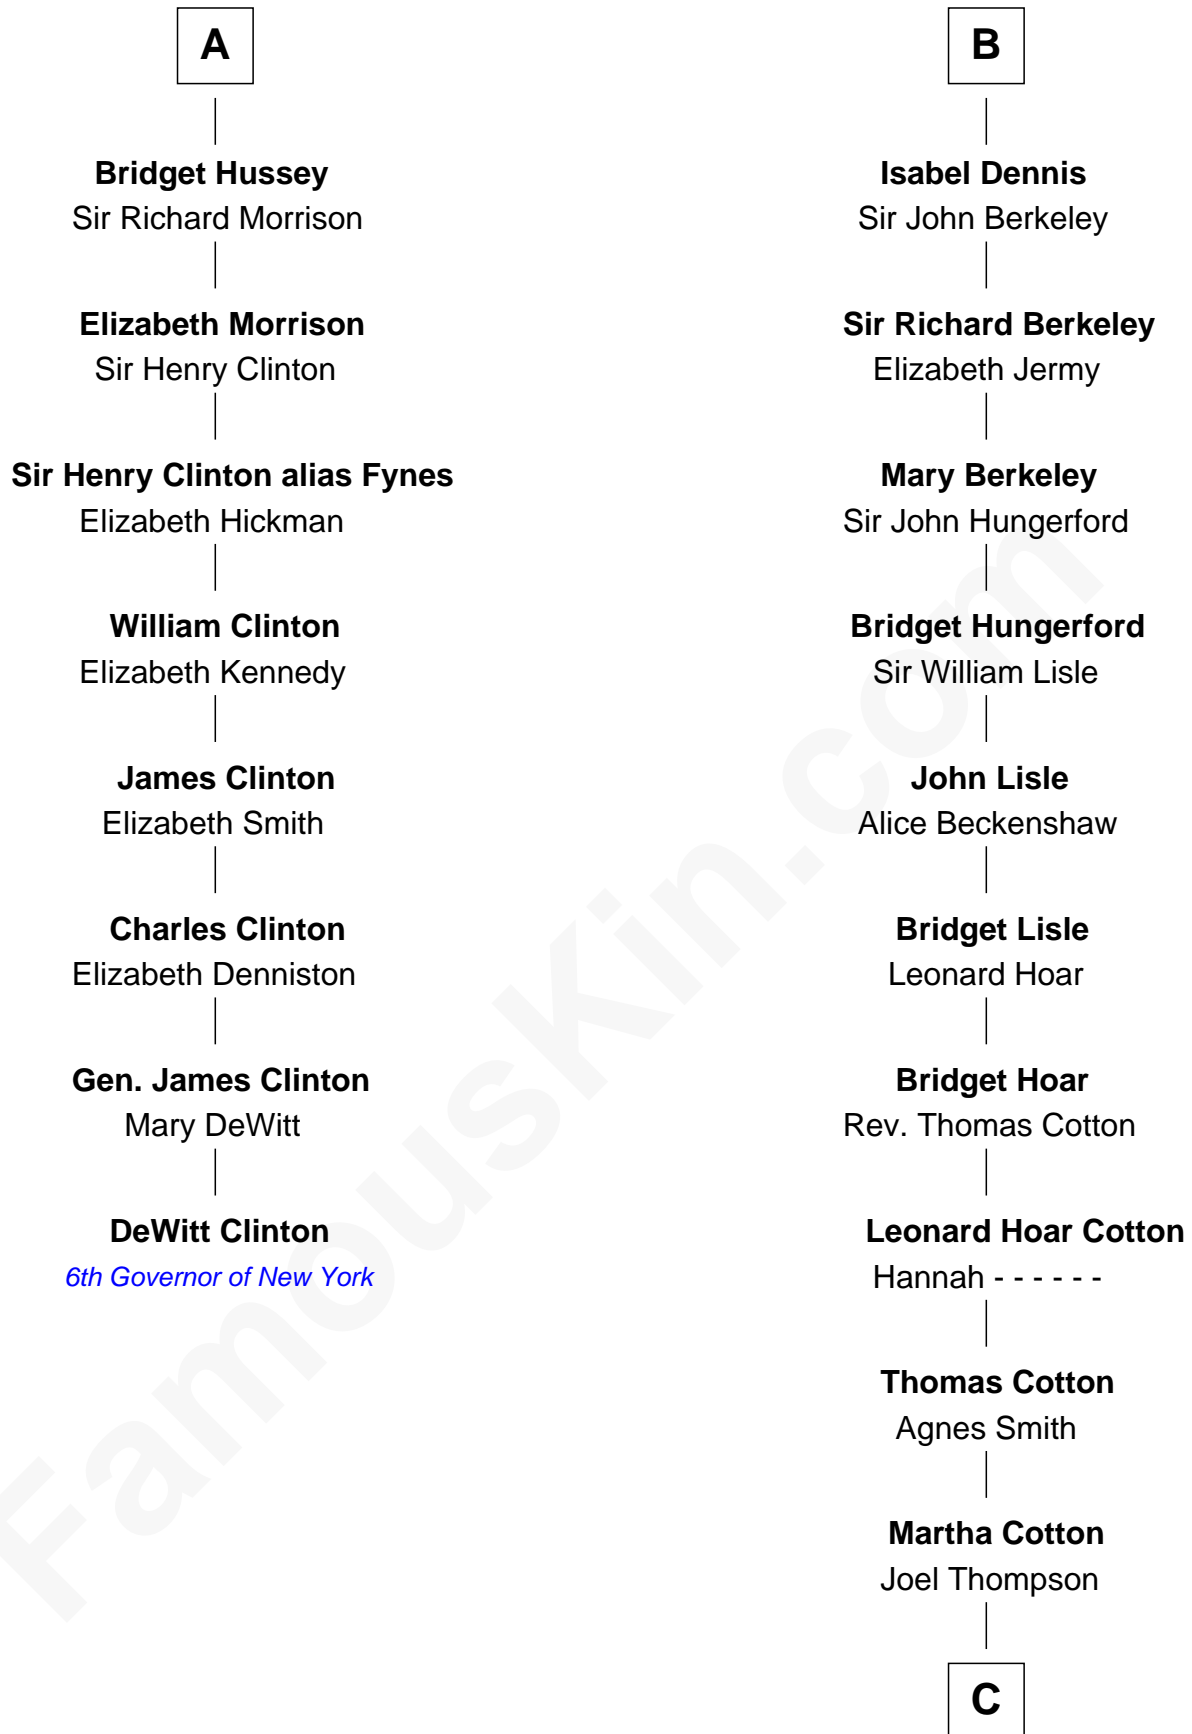 A
Bridget Hussey
Sir Richard Morrison
Elizabeth Morrison
Sir Henry Clinton
Sir Henry Clinton alias Fynes
Elizabeth Hickman
William Clinton
Elizabeth Kennedy
James Clinton
Elizabeth Smith
Charles Clinton
Elizabeth Denniston
Gen. James Clinton
Mary DeWitt
DeWitt Clinton
6th Governor of New York
B
Isabel Dennis
Sir John Berkeley
Sir Richard Berkeley
Elizabeth Jermy
Mary Berkeley
Sir John Hungerford
Bridget Hungerford
Sir William Lisle
John Lisle
Alice Beckenshaw
Bridget Lisle
Leonard Hoar
Bridget Hoar
Rev. Thomas Cotton
Leonard Hoar Cotton
Hannah - - - - - -
Thomas Cotton
Agnes Smith
Martha Cotton
Joel Thompson
C
FamousKin.com